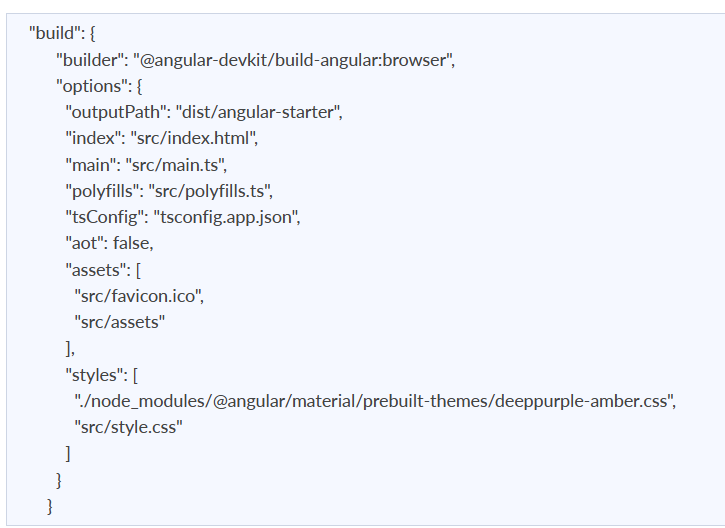 "build": {
"builder": "@angular-devkit/build-angular:browser",
"options": {
"outputPath": "dist/angular-starter",
"index": "src/index.html",
"main": "src/main.ts",
"polyfills": "src/polyfills.ts",
"tsConfig": "tsconfig.app.json",
"aot": false,
"assets": [
"src/favicon.ico",
"src/assets"
],
"styles": [
"./node_modules/@angular/material/prebuilt-themes/deeppurple-amber.css",
"src/style.css"
]
}
}